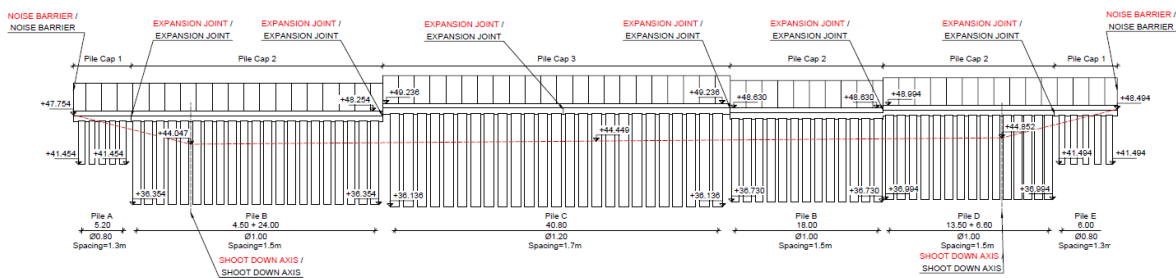 NOISE BARRIER /
NOISE BARRIER
EXPANSION JOINT /
EXPANSION JOINT
EXPANSION JOINT /
EXPANSION JOINT
EXPANSION JOINT /
EXPANSION JOINT
EXPANSION JOINT /
EXPANSION JOINT
EXPANSION JOINT /
EXPANSION JOINT
EXPANSION JOINT /
EXPANSION JOINT
NOISE BARRIER /
NOISE BARRIER
Pile Cap 1
Pile Cap 2
Pile Cap 3
Pile Cap 2
Pile Cap 2
Pile Cap 1
+47.754
+48.254
+49.236
+49.236
+48.630
+48.630
+48.994
+48.494
+44.047
+44.449
+44.852
+41.454
+41.454
+41.494
+41.494
+36.354
+36.354
+36.136
+36.136
+36.730
+36.730
+36.994
+36.994
Pile A
5.20
Ø0.80
Spacing=1.3m
Pile B
4.50 + 24.00
Ø1.00
Spacing=1.5m
Pile C
40.80
Ø1.20
Spacing=1.7m
Pile B
18.00
Ø1.00
Spacing=1.5m
Pile D
13.50 + 6.60
Ø1.00
Spacing=1.5m
Pile E
6.00
Ø0.80
Spacing=1.3m
SHOOT DOWN AXIS /
SHOOT DOWN AXIS
SHOOT DOWN AXIS /
SHOOT DOWN AXIS